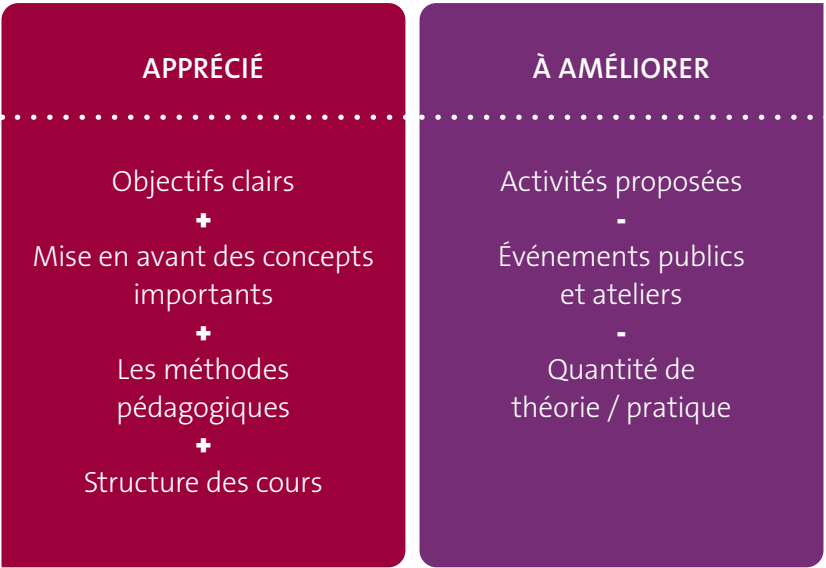 APPRÉCIÉ
Objectifs clairs
+
Mise en avant des concepts
importants
+
Les méthodes
pédagogiques
+
Structure des cours
À AMÉLIORER
Activités proposées
-
Événements publics
et ateliers
-
Quantité de
théorie / pratique